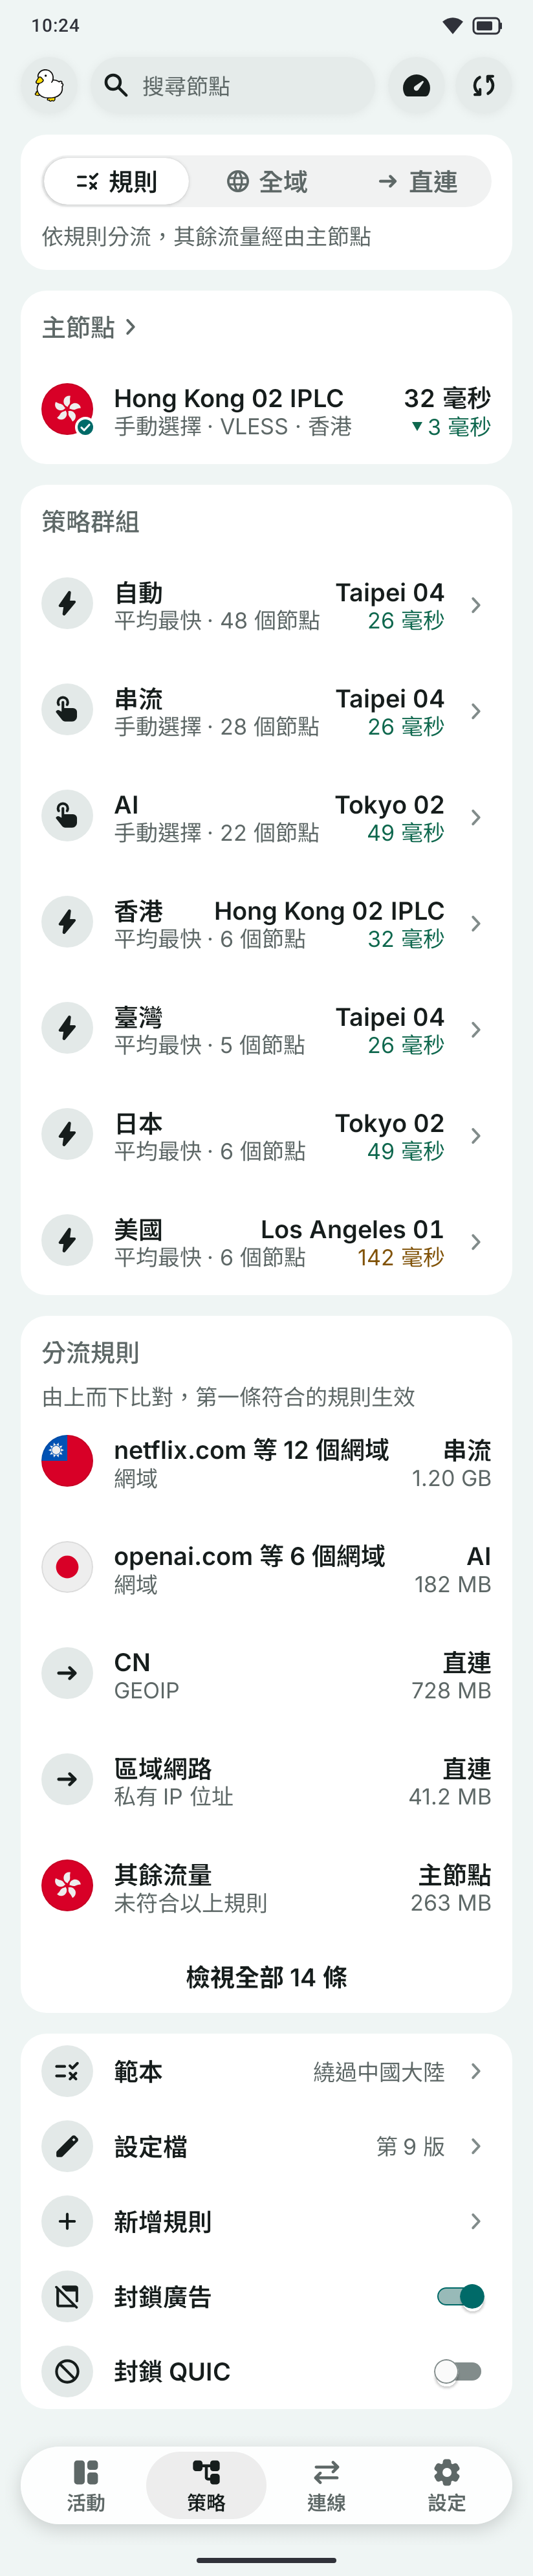 10:24
搜尋節點
規則
全域
直連
依規則分流，其餘流量經由主節點
主節點
Hong Kong 02 IPLC
32 毫秒
手動選擇 · VLESS · 香港
▼3 毫秒
策略群組
自動
Taipei 04
平均最快 · 48 個節點
26 毫秒
串流
Taipei 04
手動選擇 · 28 個節點
26 毫秒
AI
Tokyo 02
手動選擇 · 22 個節點
49 毫秒
香港
Hong Kong 02 IPLC
平均最快 · 6 個節點
32 毫秒
臺灣
Taipei 04
平均最快 · 5 個節點
26 毫秒
日本
Tokyo 02
平均最快 · 6 個節點
49 毫秒
美國
Los Angeles 01
平均最快 · 6 個節點
142 毫秒
分流規則
由上而下比對，第一條符合的規則生效
netflix.com 等 12 個網域
串流
網域
1.20 GB
openai.com 等 6 個網域
AI
網域
182 MB
CN
直連
GEOIP
728 MB
區域網路
直連
私有 IP 位址
41.2 MB
其餘流量
主節點
未符合以上規則
263 MB
檢視全部 14 條
範本
繞過中國大陸
設定檔
第 9 版
新增規則
封鎖廣告
封鎖 QUIC
活動
策略
連線
設定